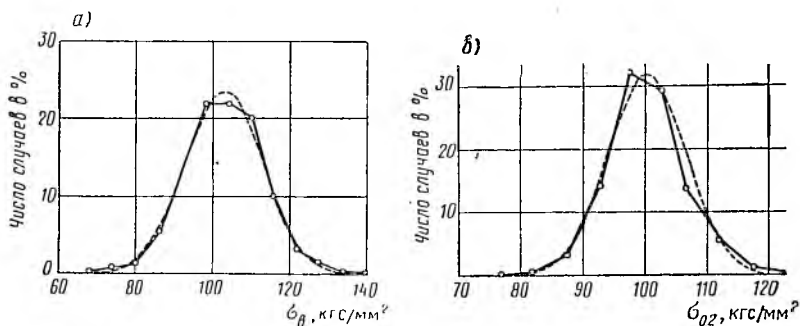 а)
Число случаев в %
30
20
10
0
60 80 100 120 140
σв, кгс/мм²
б)
Число случаев в %
30
20
10
0
70 80 90 100 110 120
σ02, кгс/мм²